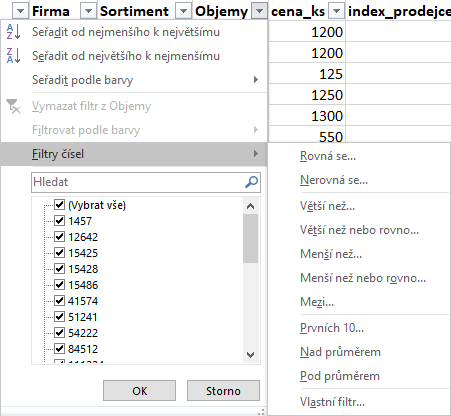 Firma Sortiment Objemy cena_ks index_prodejce
Seřadit od nejmenšího k největšímu
Seřadit od největšího k nejmenšímu
Seřadit podle barvy
Vymazat filtr z Objemy
Filtrovat podle barvy
Filtry čísel
Hledat
(Vybrat vše)
1457
12642
15425
15428
15486
41574
51241
54222
84512
OK Storno
1200
1200
125
1250
1300
550
Rovná se...
Nerovná se...
Větší než...
Větší než nebo rovno...
Menší než...
Menší než nebo rovno...
Mezi...
Prvních 10...
Nad průměrem
Pod průměrem
Vlastní filtr...